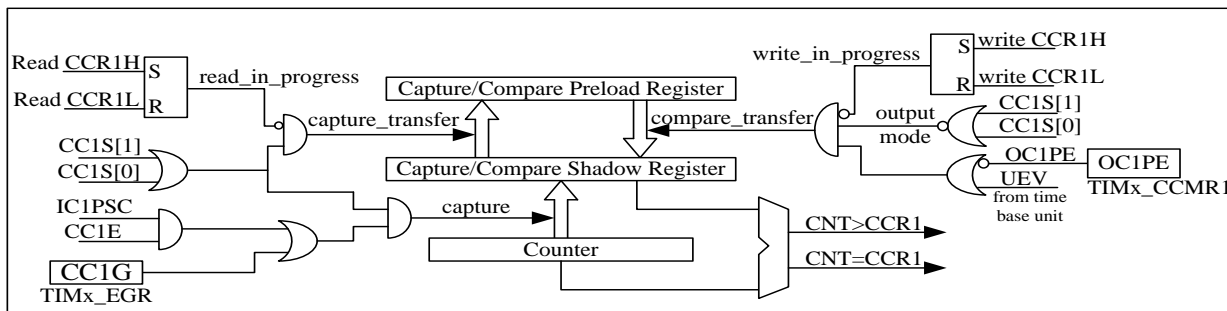 Read CCR1H
S
read_in_progress
Read CCR1L
R
CC1S[1]
CC1S[0]
IC1PSC
CC1E
CC1G
TIMx_EGR
capture_transfer
capture
Capture/Compare Preload Register
Capture/Compare Shadow Register
Counter
write_in_progress
S
write CCR1H
R
write CCR1L
compare_transfer
output
mode
CC1S[1]
CC1S[0]
OC1PE
OC1PE
UEV
TIMx_CCMR1
from time
base unit
CNT>CCR1
CNT=CCR1